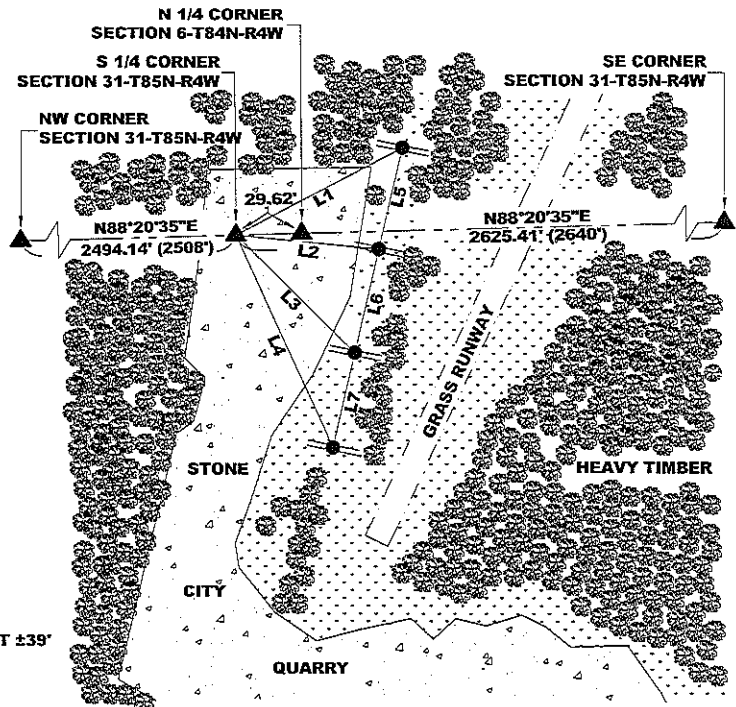 N 1/4 CORNER
SECTION 6-T84N-R4W
S 1/4 CORNER
SECTION 31-T85N-R4W
SE CORNER
SECTION 31-T85N-R4W
NW CORNER
SECTION 31-T85N-R4W
29.62'
L1
L5
N88°20'35"E
2494.14' (2508')
L2
N88°20'35"E
2625.41' (2640')
L3
L6
L4
L7
GRASS RUNWAY
STONE
HEAVY TIMBER
CITY
T ±39'
QUARRY